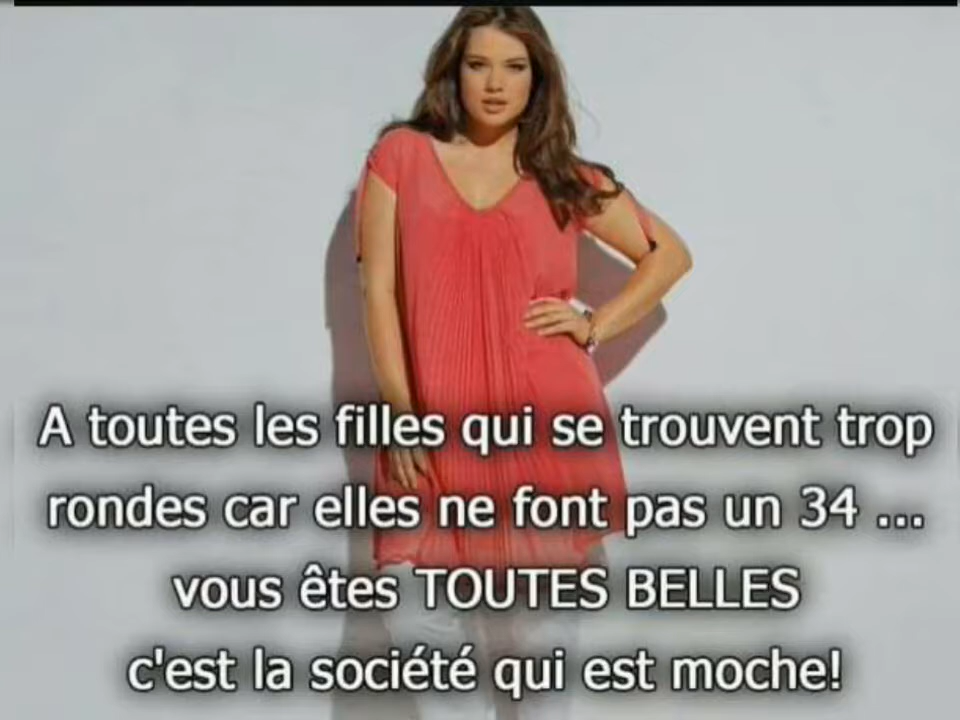 A toutes les filles qui se trouvent trop
rondes car elles ne font pas un 34 ...
vous êtes TOUTES BELLES
c'est la société qui est moche!